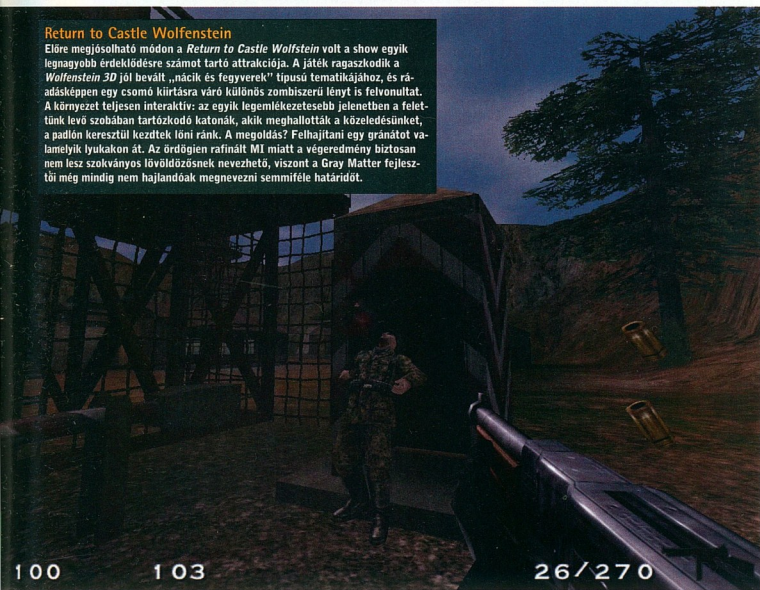 Return to Castle Wolfenstein
Előre megjósolható módon a Return to Castle Wolfstein volt a show egyik
legnagyobb érdeklődésre számot tartó attrakciója. A játék ragaszkodik a
Wolfenstein 3D jól bevált „nácik és fegyverek” típusú tematikájához, és rá-
adásképpen egy csomó kiirtásra váró különös zombiszerű lényt is felvonultat.
A környezet teljesen interaktív: az egyik legemlékezetesebb jelenetben a felet-
tünk levő szobában tartózkodó katonák, akik meghallották a közeledésünket,
a padlón keresztül kezdtek lőni ránk. A megoldás? Felhajítani egy gránátot va-
lamelyik lyukakon át. Az ördögien rafinált MI miatt a végeredmény biztosan
nem lesz szokványos lövöldözősnek nevezhető, viszont a Gray Matter fejlesz-
tői még mindig nem hajlandóak megnevezni semmiféle határidőt.
100 103 26/270